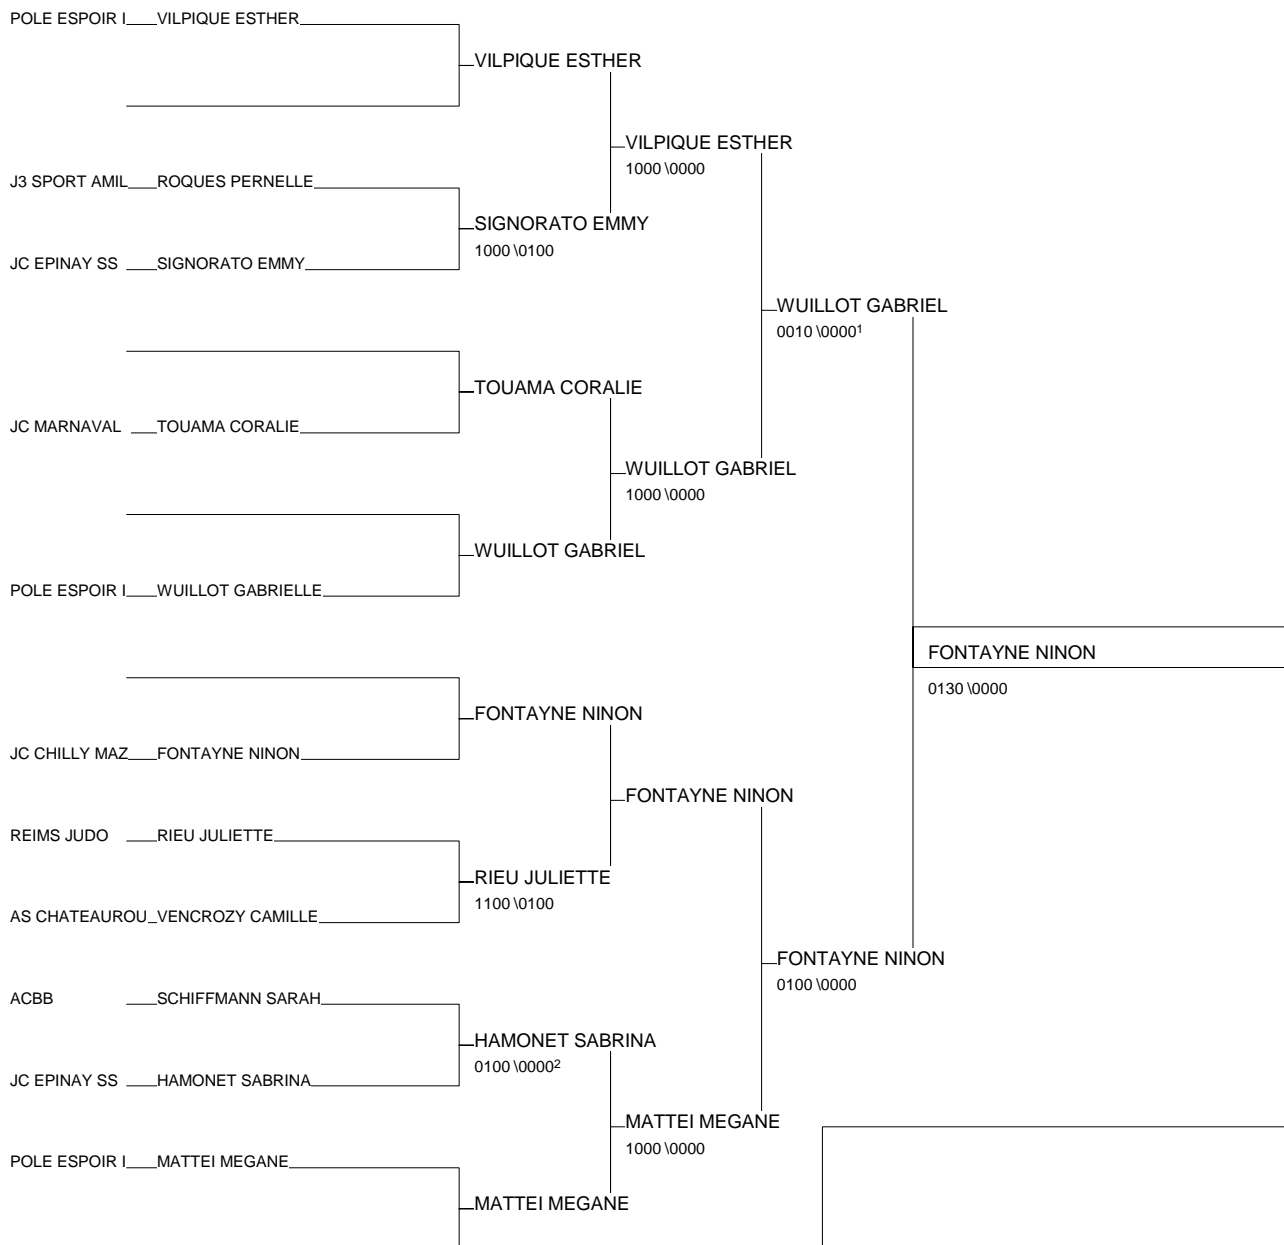 POLE ESPOIR I VILPIQUE ESTHER
VILPIQUE ESTHER
VILPIQUE ESTHER
1000 \0000
J3 SPORT AMIL ROQUES PERNELLE
SIGNORATO EMMY
1000 \0100
JC EPINAY SS SIGNORATO EMMY
WUILLOT GABRIEL
0010 \0000¹
TOUAMA CORALIE
JC MARNAVAL TOUAMA CORALIE
WUILLOT GABRIEL
1000 \0000
WUILLOT GABRIEL
POLE ESPOIR I WUILLOT GABRIELLE
FONTAYNE NINON
0130 \0000
FONTAYNE NINON
JC CHILLY MAZ FONTAYNE NINON
FONTAYNE NINON
REIMS JUDO RIEU JULIETTE
RIEU JULIETTE
1100 \0100
AS CHATEAUROU VENCROZY CAMILLE
FONTAYNE NINON
0100 \0000
ACBB SCHIFFMANN SARAH
HAMONET SABRINA
0100 \0000²
JC EPINAY SS HAMONET SABRINA
MATTEI MEGANE
1000 \0000
POLE ESPOIR I MATTEI MEGANE
MATTEI MEGANE